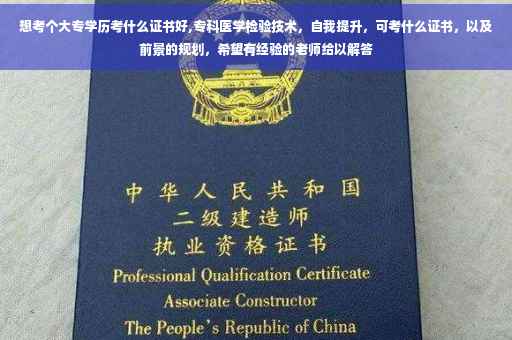 想考个大专学历考什么证书好,专科医学检验技术，自我提升，可考什么证书，以及
前景的规划，希望有经验的老师给以解答
中华人民共和国
二级建造师
执业资格证书
Professional Qualification Certificate
Associate Constructor
The People's Republic of China